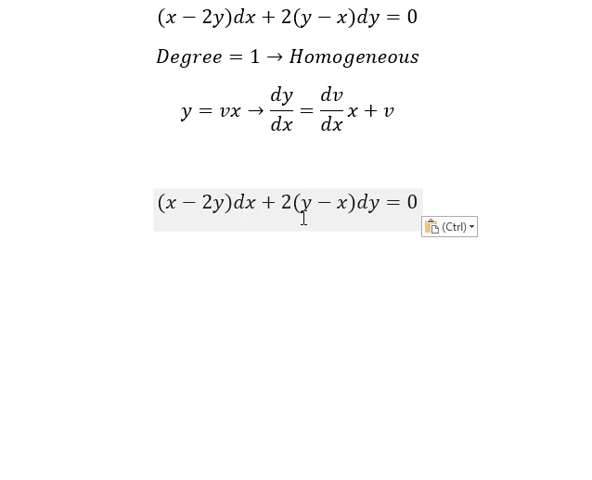 (x − 2y)dx + 2(y − x)dy = 0
Degree = 1 → Homogeneous
y = vx → dy/dx = dv/dx x + v
(x − 2y)dx + 2(y − x)dy = 0
(Ctrl)